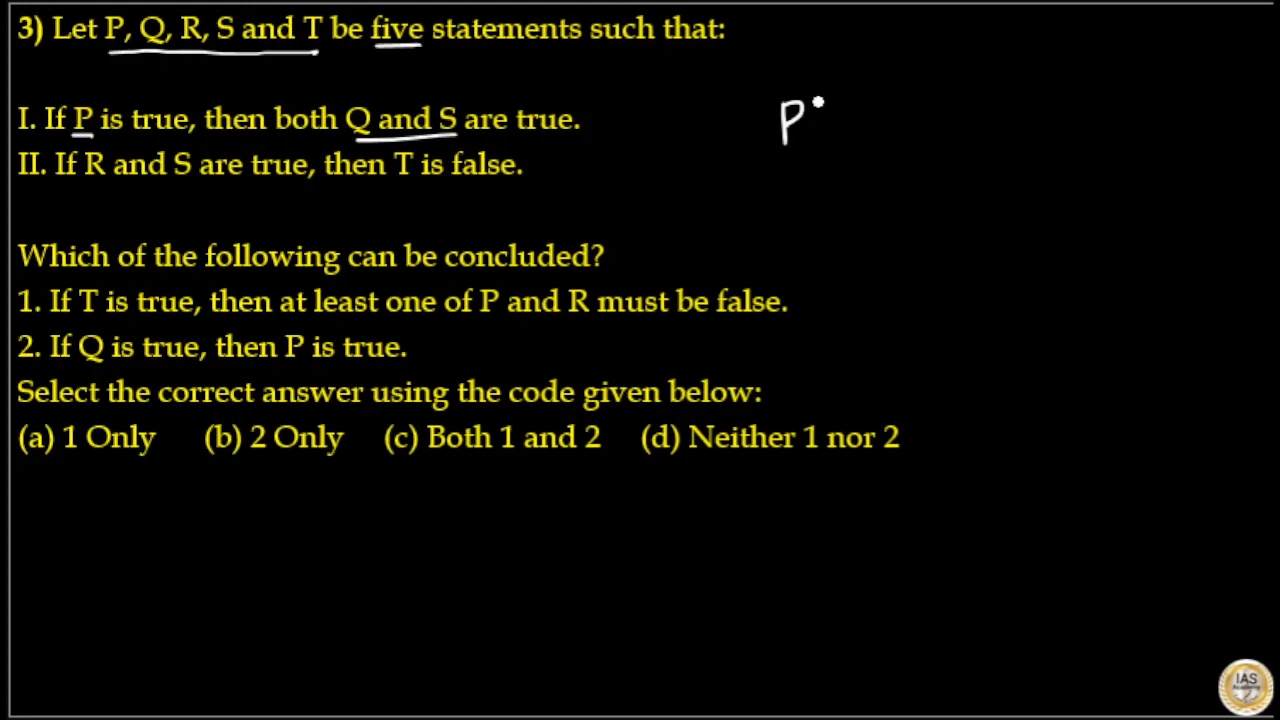 3) Let P, Q, R, S and T be five statements such that:
I. If P is true, then both Q and S are true.
P
II. If R and S are true, then T is false.
Which of the following can be concluded?
1. If T is true, then at least one of P and R must be false.
2. If Q is true, then P is true.
Select the correct answer using the code given below:
(a) 1 Only (b) 2 Only (c) Both 1 and 2 (d) Neither 1 nor 2
IAS
Academy